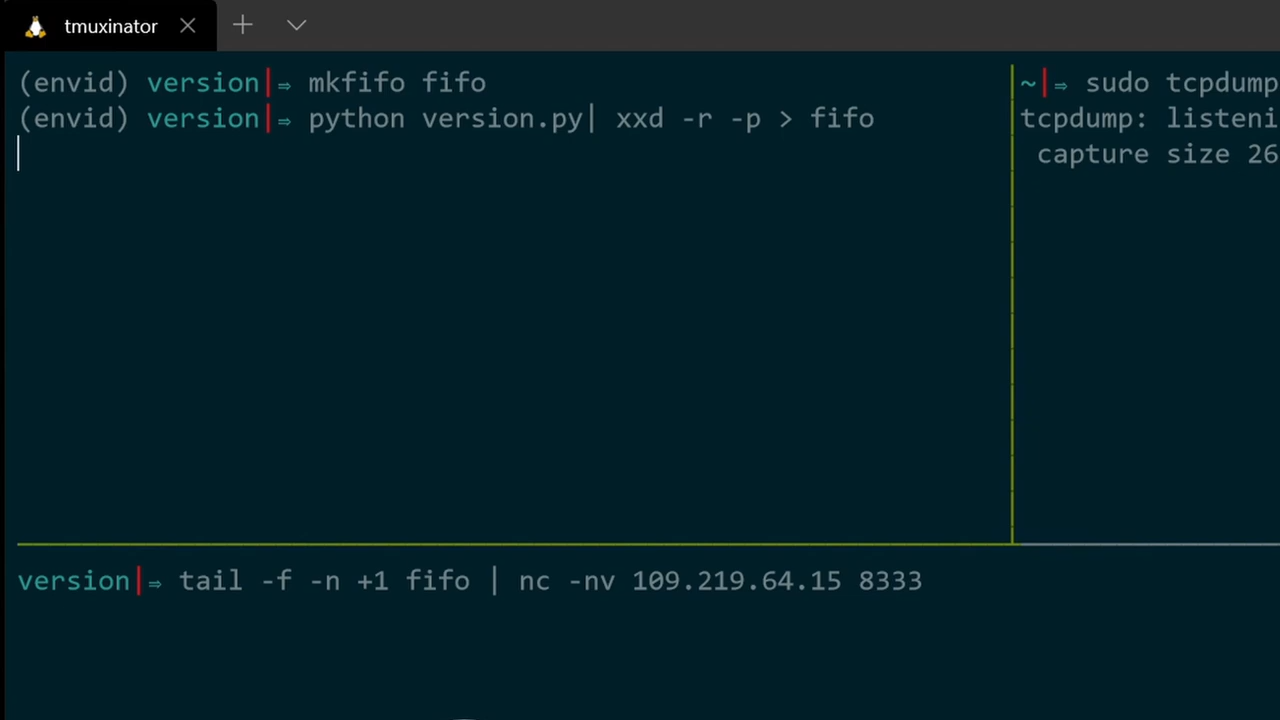 tmuxinator
(envid) version|⇒ mkfifo fifo
(envid) version|⇒ python version.py| xxd -r -p > fifo
~|⇒ sudo tcpdump
tcpdump: listeni
capture size 26
version|⇒ tail -f -n +1 fifo | nc -nv 109.219.64.15 8333